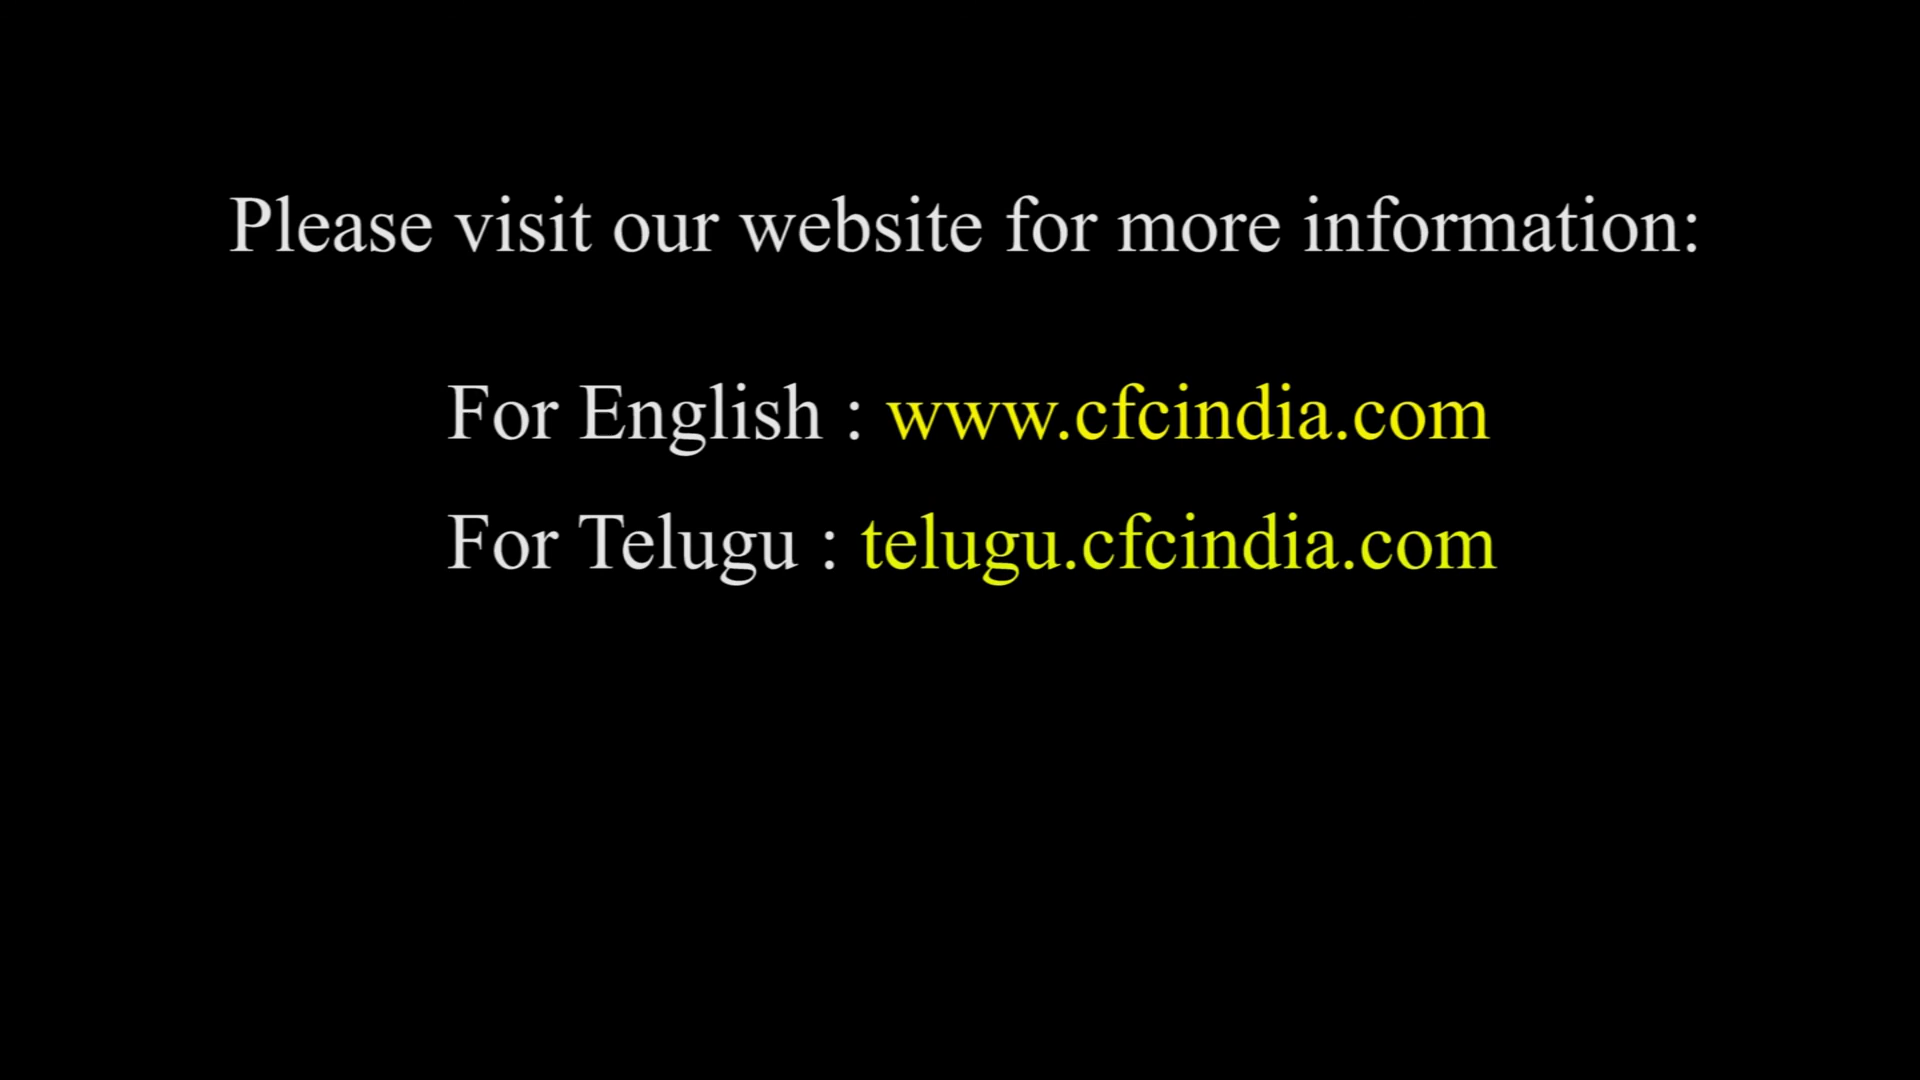 Please visit our website for more information:
For English : www.cfcindia.com
For Telugu : telugu.cfcindia.com